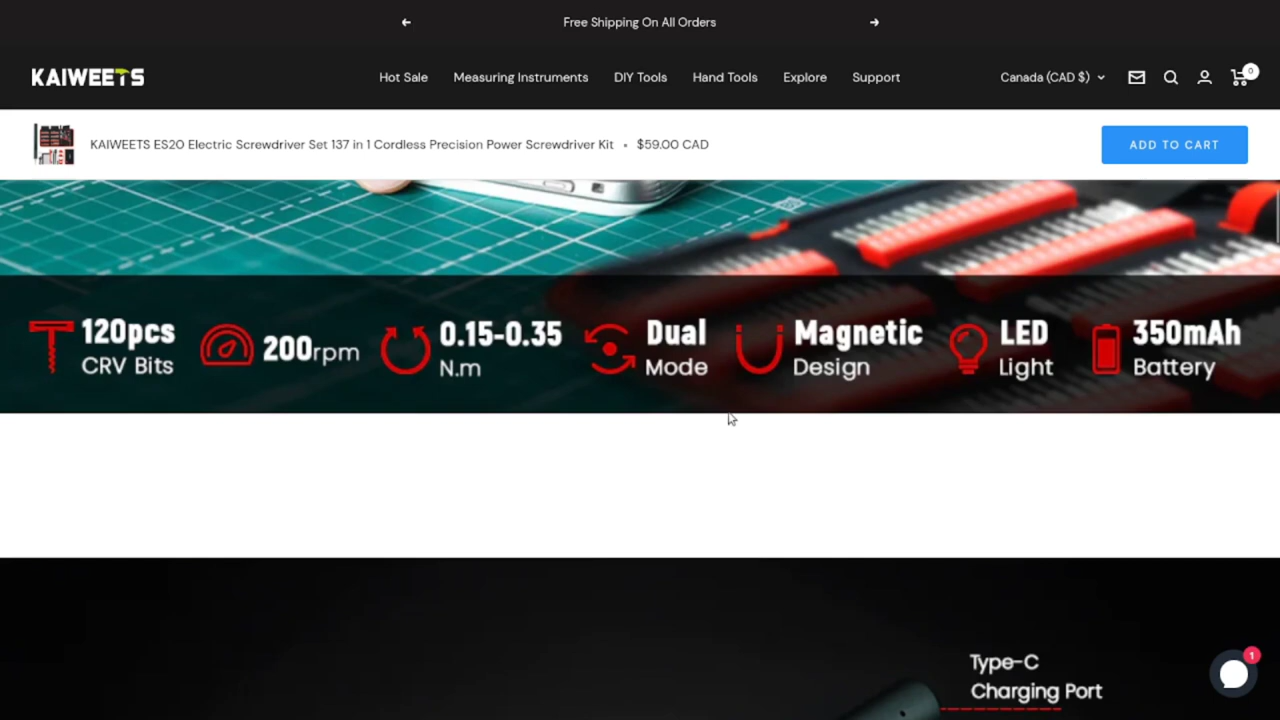 Free Shipping On All Orders
KAIWEETS
Hot Sale
Measuring Instruments
DIY Tools
Hand Tools
Explore
Support
Canada (CAD $)
0
KAIWEETS ES20 Electric Screwdriver Set 137 in 1 Cordless Precision Power Screwdriver Kit • $59.00 CAD
ADD TO CART
120pcs
CRV Bits
200rpm
0.15-0.35
N.m
Dual
Mode
Magnetic
Design
LED
Light
350mAh
Battery
Type-C
Charging Port
1